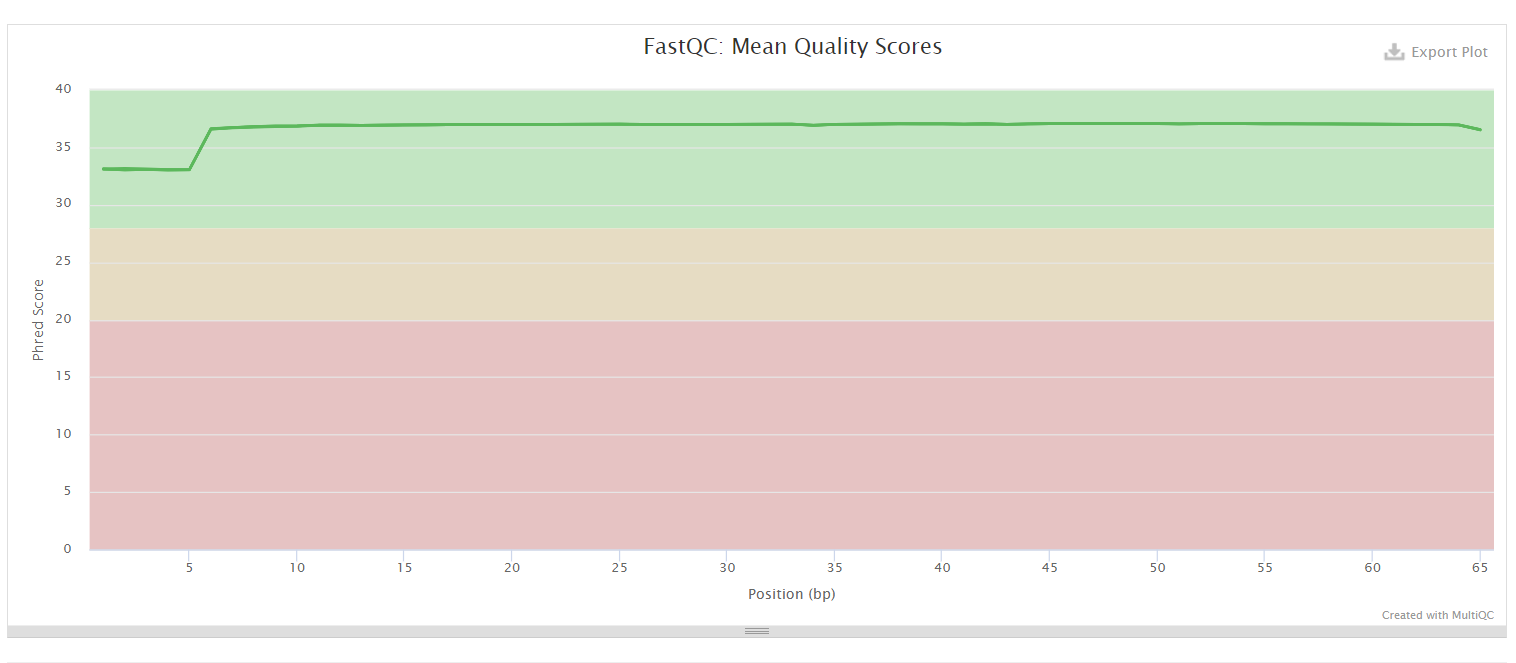 FastQC: Mean Quality Scores
Export Plot
40
35
30
25
20
15
10
5
0
Phred Score
5 10 15 20 25 30 35 40 45 50 55 60 65
Position (bp)
Created with MultiQC